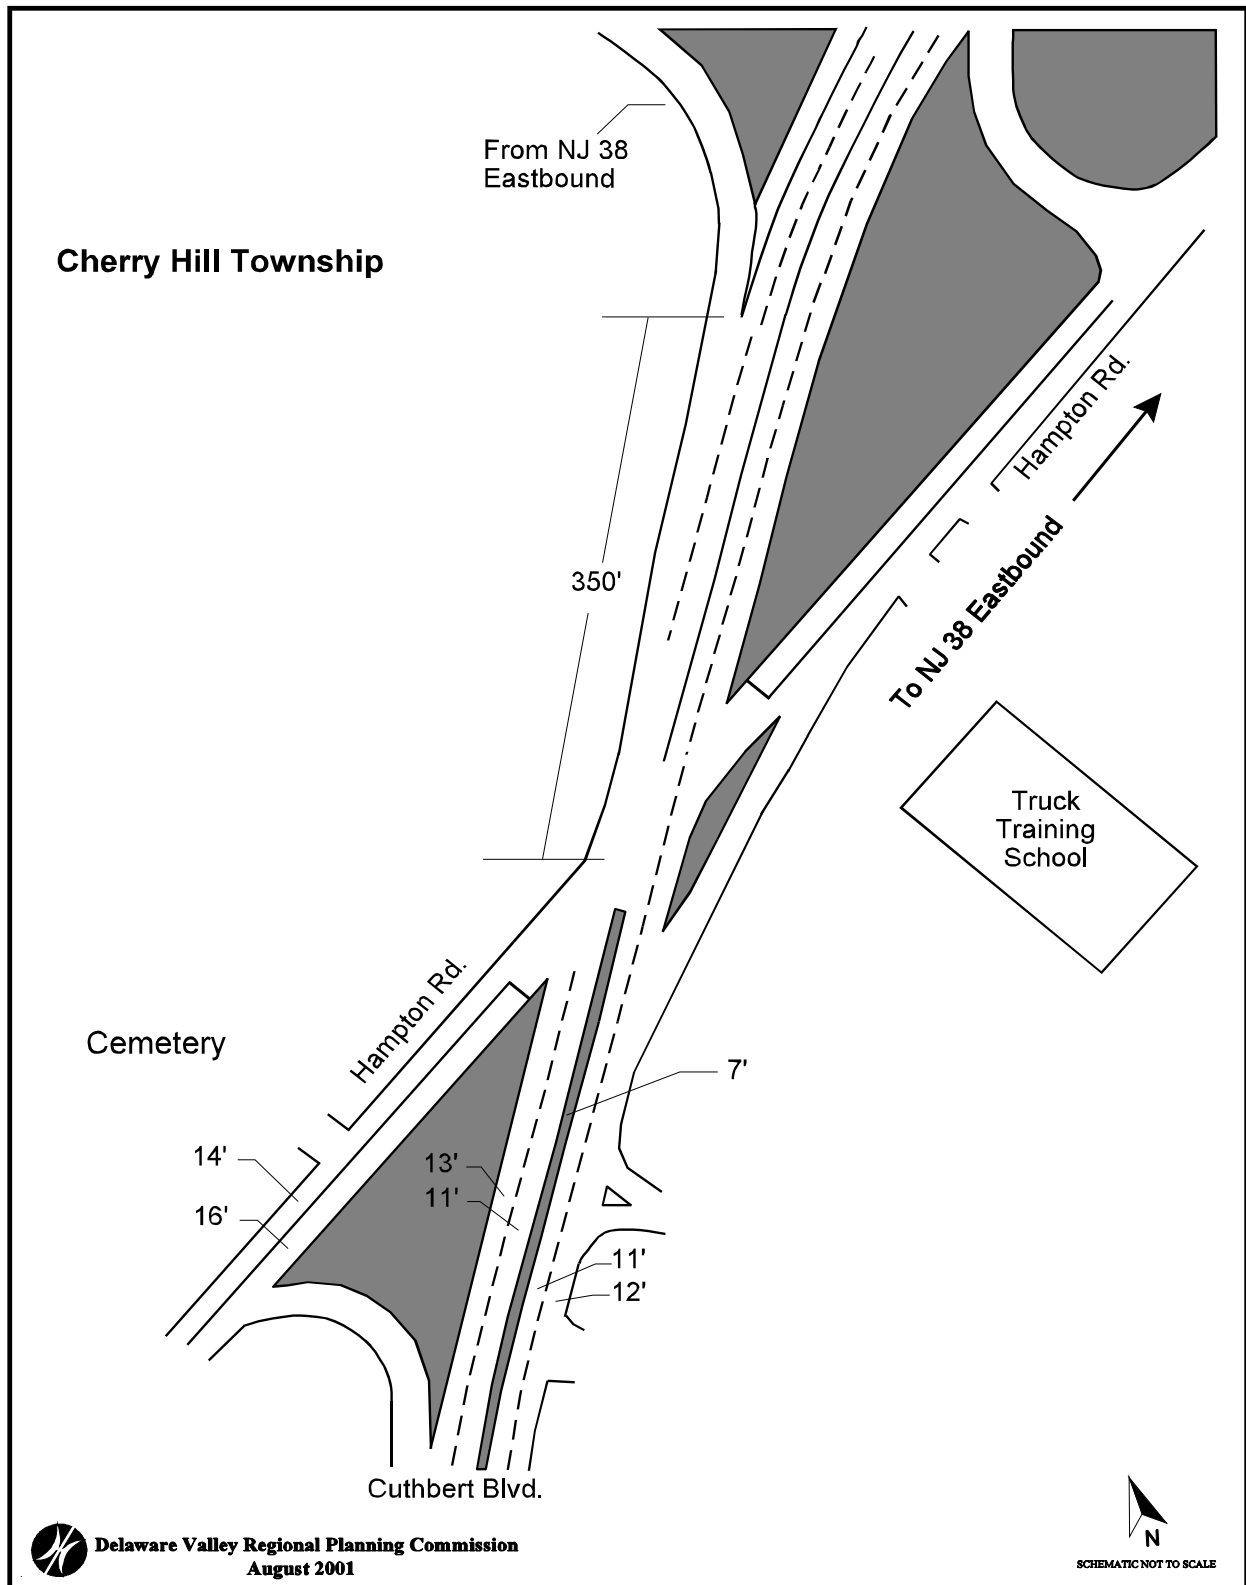 From NJ 38
Eastbound
Cherry Hill Township
Hampton Rd.
350'
To NJ 38 Eastbound
Truck
Training
School
Hampton Rd.
Cemetery
7'
14'
13'
11'
16'
11'
12'
Cuthbert Blvd.
Delaware Valley Regional Planning Commission
August 2001
N
SCHEMATIC NOT TO SCALE